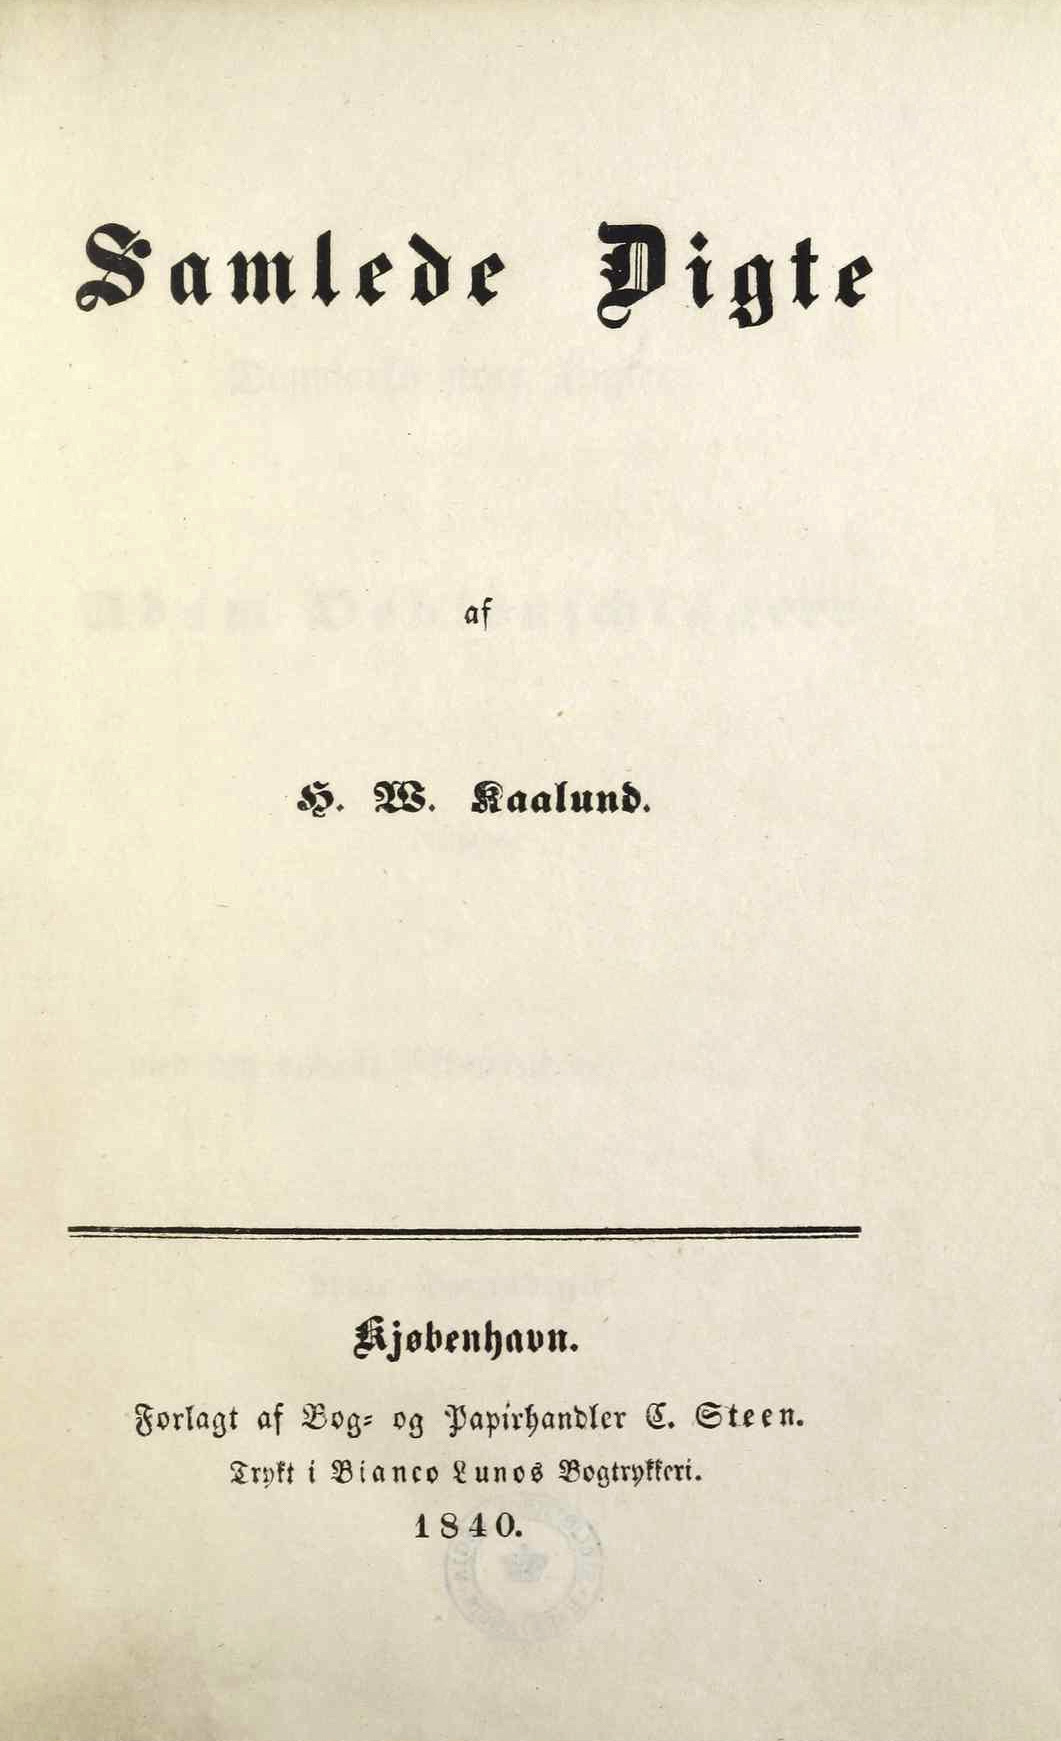 Samlede Digte
af
H. W. Kaalund.
Kjøbenhavn.
Forlagt af Bog- og Papirhandler C. Steen.
Trykt i Bianco Lunos Bogtrykkeri.
1840.